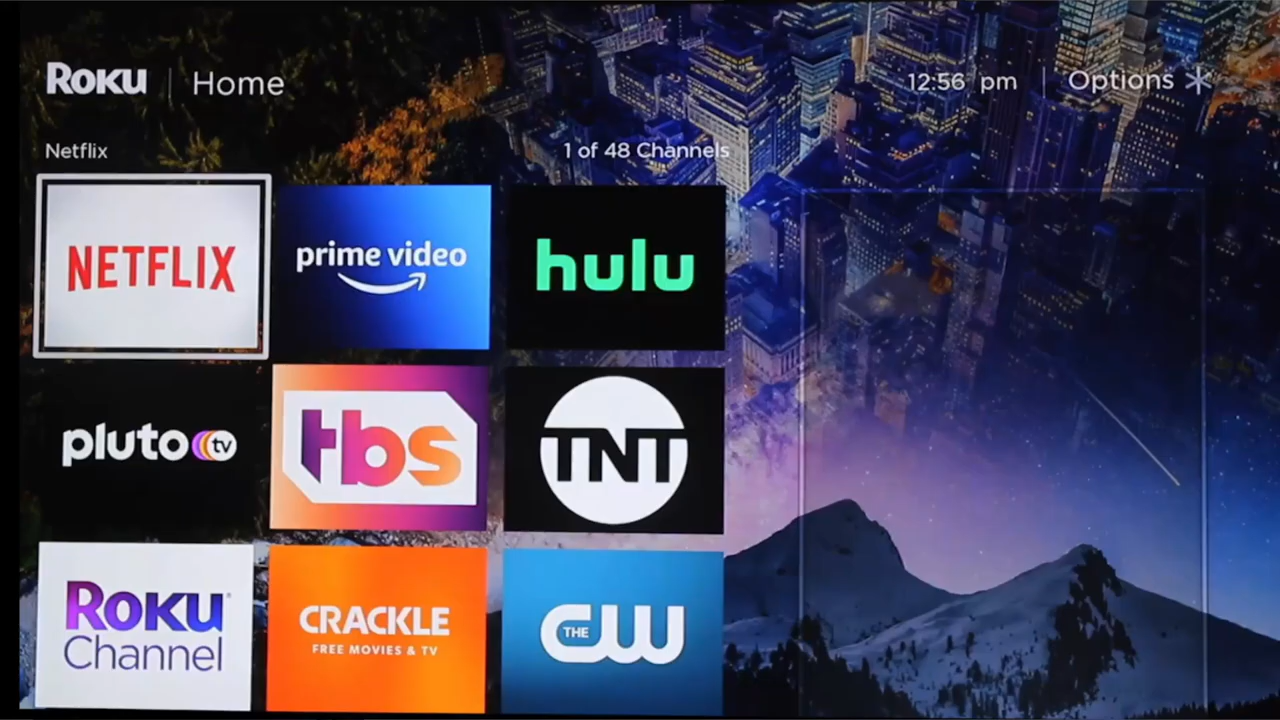 Roku | Home
12:56 pm | Options
Netflix
1 of 48 Channels
NETFLIX
prime video
hulu
pluto tv
tbs
TNT
Roku Channel
CRACKLE
FREE MOVIES & TV
THE CW